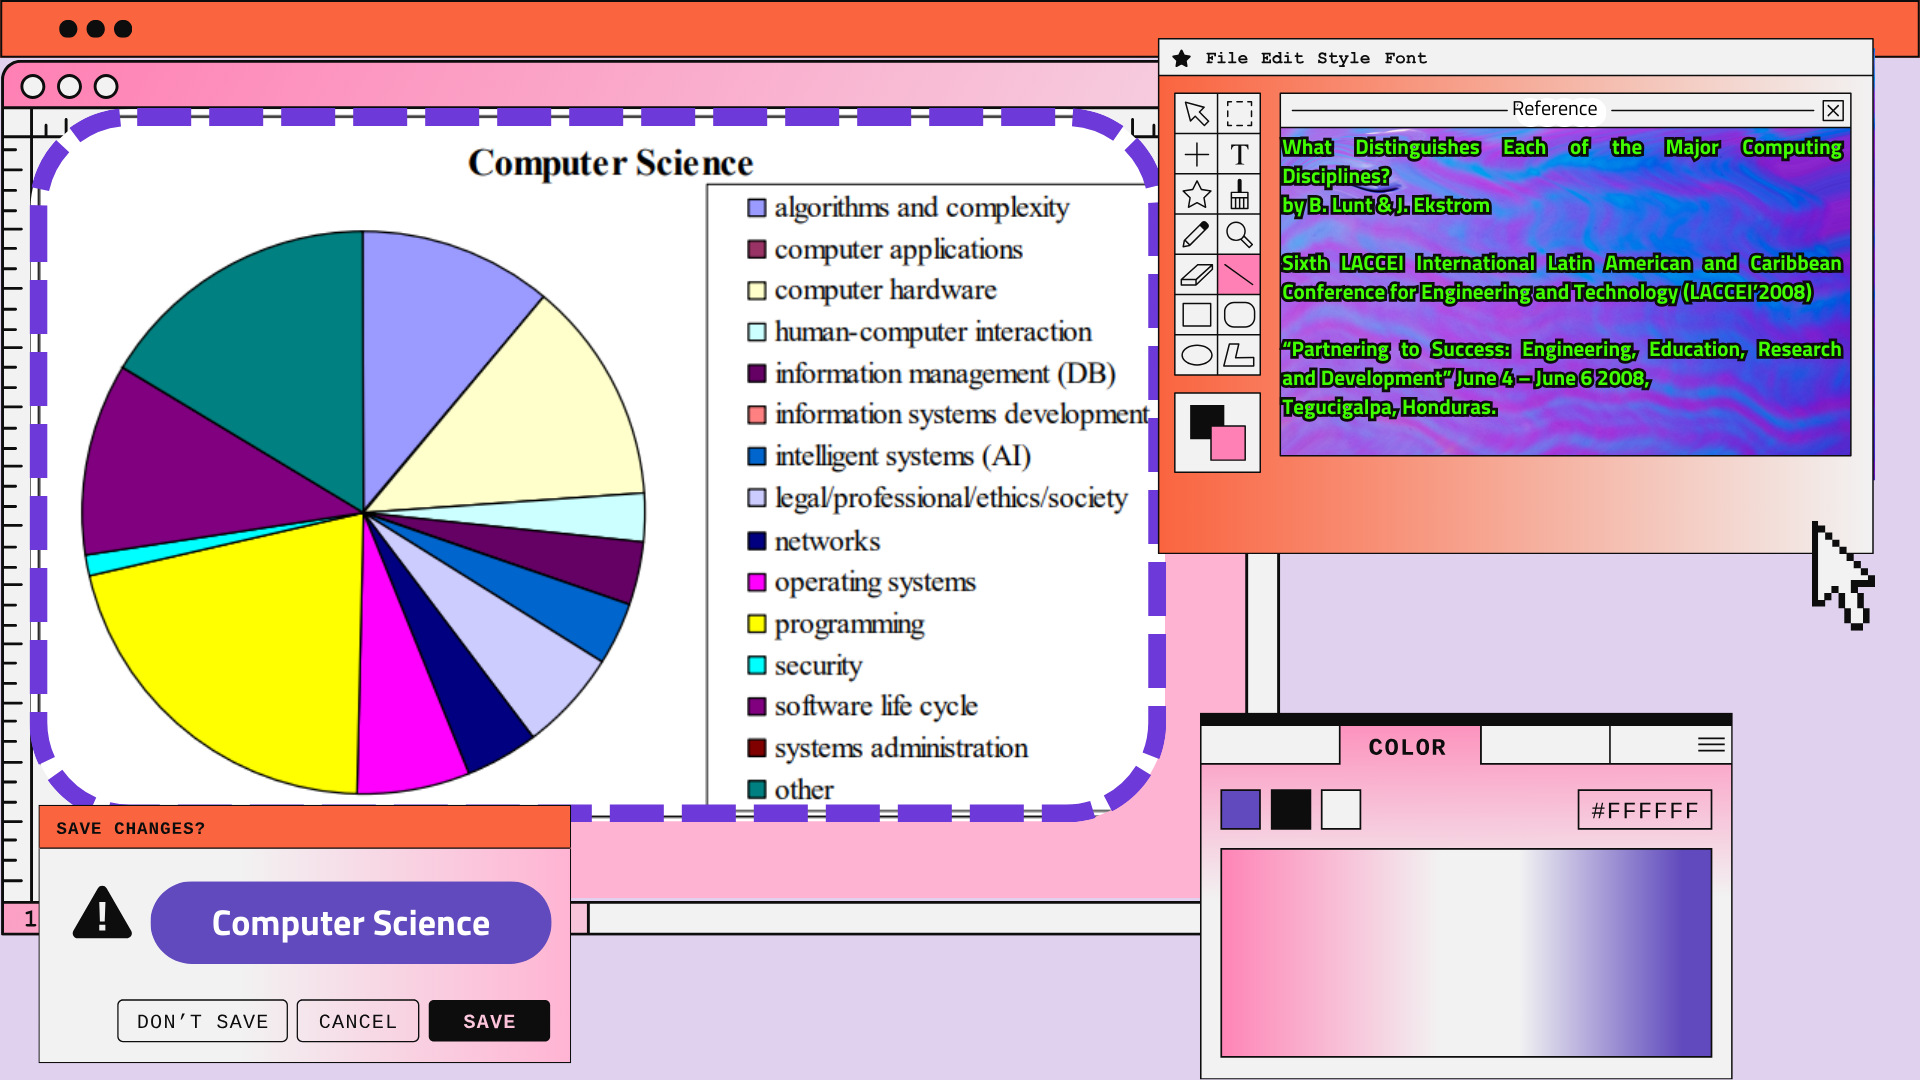 File Edit Style Font
Reference
What Distinguishes Each of the Major Computing
Disciplines?
by B. Lunt & J. Ekstrom
Sixth LACCEI International Latin American and Caribbean
Conference for Engineering and Technology (LACCEI’2008)
“Partnering to Success: Engineering, Education, Research
and Development” June 4 – June 6 2008,
Tegucigalpa, Honduras.
T
Computer Science
algorithms and complexity
computer applications
computer hardware
human-computer interaction
information management (DB)
information systems development
intelligent systems (AI)
legal/professional/ethics/society
networks
operating systems
programming
security
software life cycle
systems administration
other
COLOR
#FFFFFF
SAVE CHANGES?
Computer Science
DON’T SAVE
CANCEL
SAVE
1